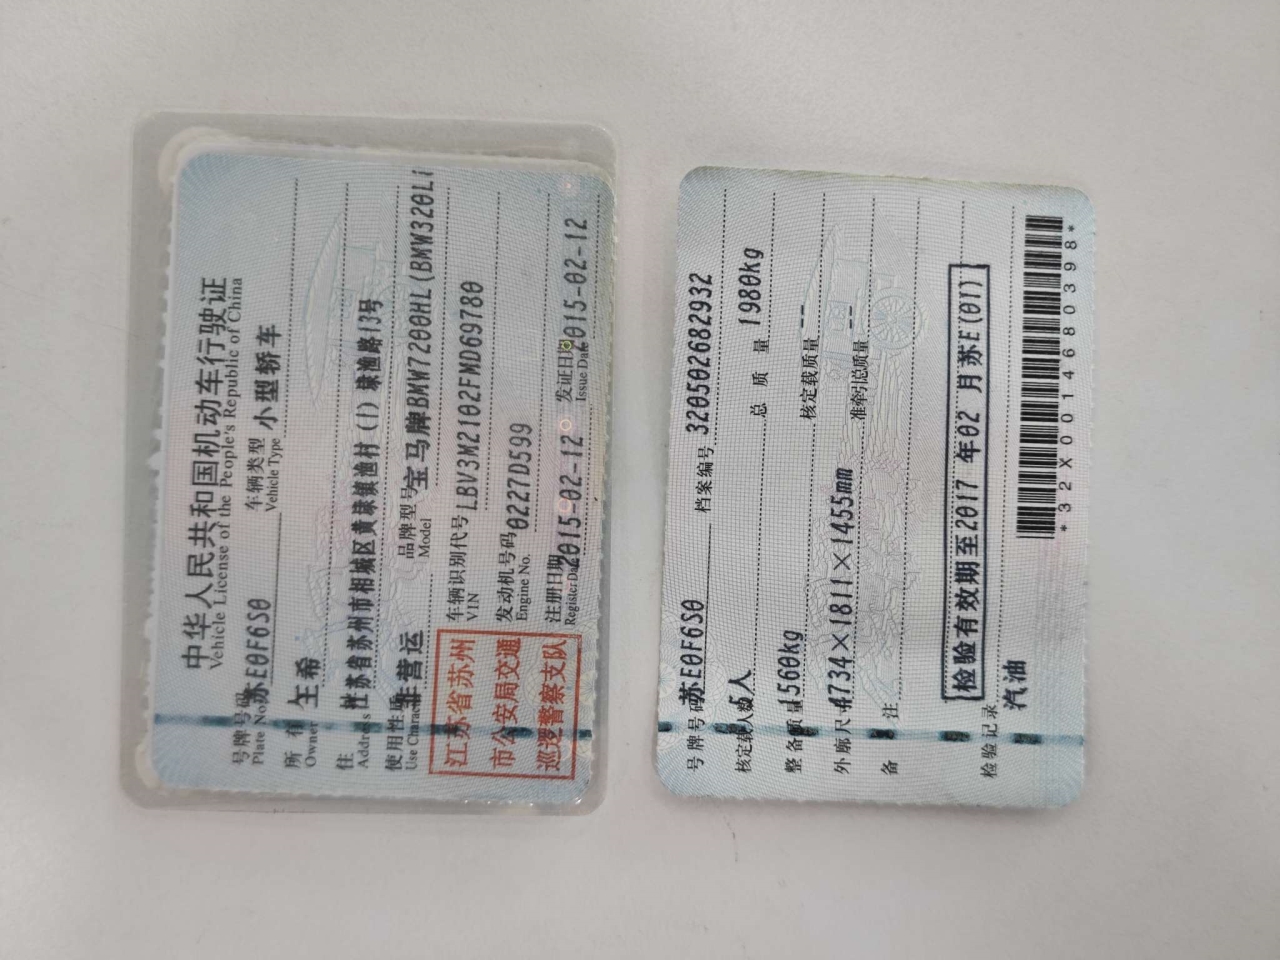 中华人民共和国机动车行驶证
Vehicle License of the People's Republic of China
号牌号码 苏E0F6S0 车辆类型 小型轿车
Plate No. Vehicle Type
所有人 王希
Owner
住址 江苏省苏州市相城区黄埭镇渔村(1)埭渔路13号
Address
使用性质 非营运 品牌型号 宝马牌BMW7200HL(BMW320Li
Use Character Model
江苏省苏州
市公安局交通
巡逻警察支队
车辆识别代号 LBV3M2102FMD69780
VIN
发动机号码 0227D599
Engine No.
注册日期 2015-02-12 发证日期 2015-02-12
Register Date Issue Date
号牌号码 苏E0F6S0 档案编号 320502682932
核定载人数 5人 总质量 1980kg
整备质量 1560kg 核定载质量 --
外廓尺寸 4734×1811×1455mm 准牵引总质量 --
备注
检验有效期至2017年02月苏E(01)
检验记录
汽油
*32X0014680398*